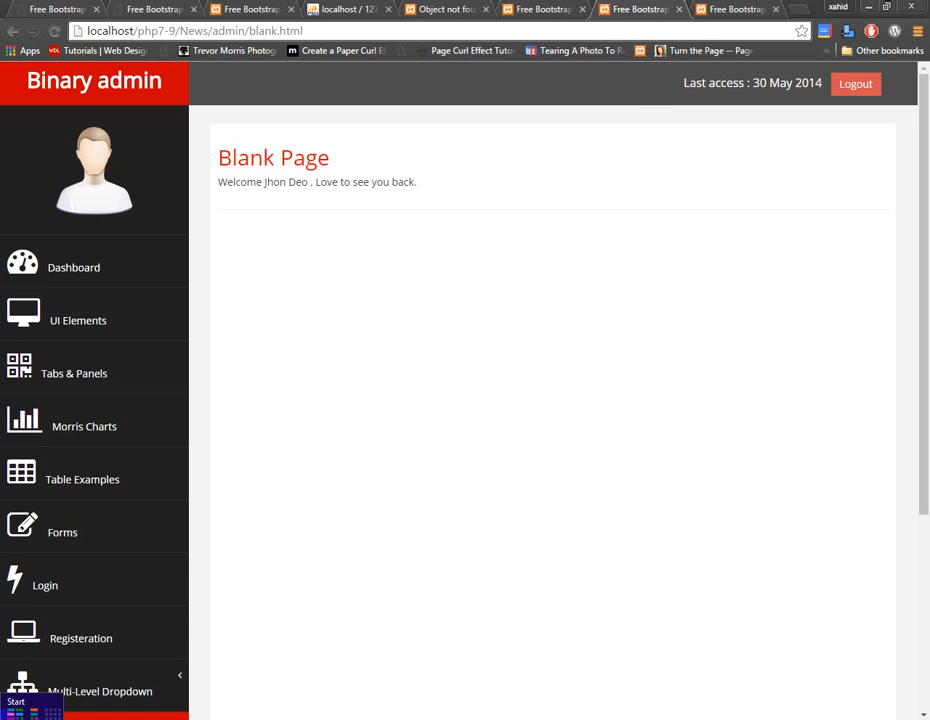 Free Bootstrap Free Bootstrap Free Bootstrap localhost / 127 Object not fou Free Bootstrap Free Bootstrap Free Bootstrap xahid
localhost/php7-9/News/admin/blank.html
Apps Tutorials | Web Desig Trevor Morris Photog Create a Paper Curl Ef Page Curl Effect Tutor Tearing A Photo To R Turn the Page – Page » Other bookmarks
Binary admin
Last access : 30 May 2014 Logout
Blank Page
Welcome Jhon Deo , Love to see you back.
Dashboard
UI Elements
Tabs & Panels
Morris Charts
Table Examples
Forms
Login
Registeration
Multi-Level Dropdown
Start